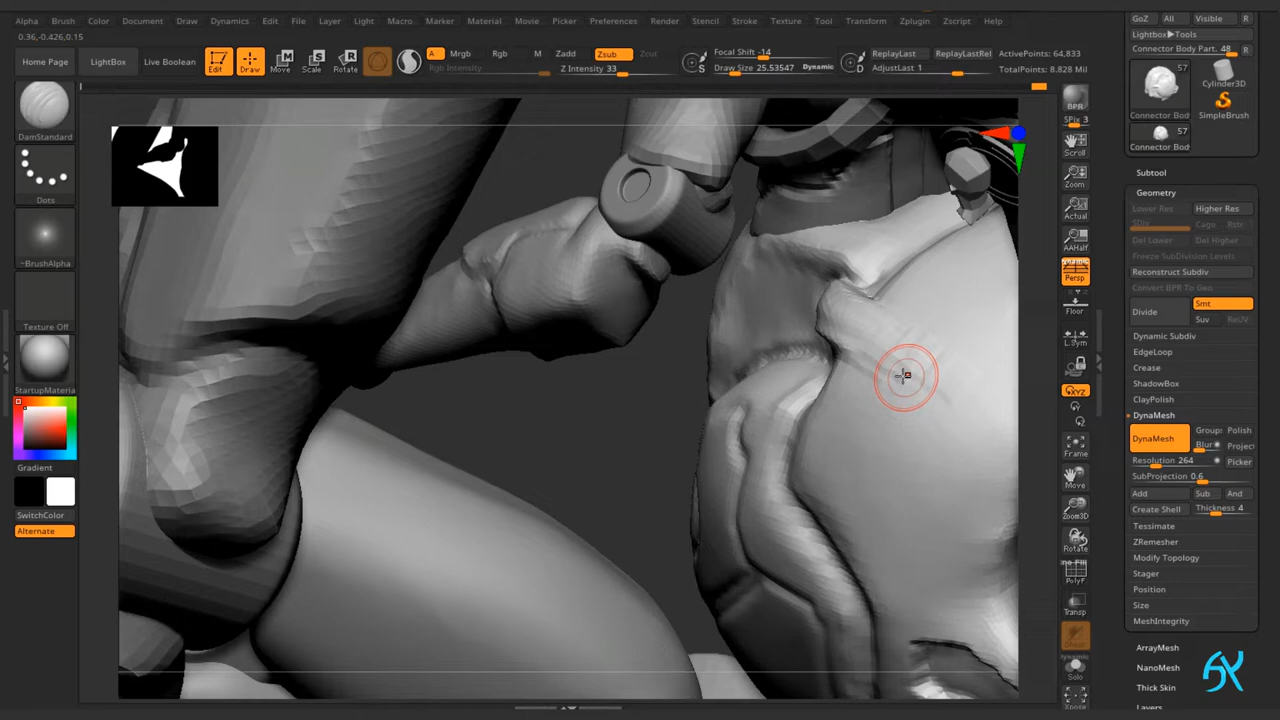 Alpha Brush Color Document Draw Dynamics Edit File Layer Light Macro Marker Material Movie Picker Preferences Render Stencil Stroke Texture Tool Transform Zplugin Zscript Help
0.36,-0.426,0.15
Home Page LightBox Live Boolean Edit Draw Move Scale Rotate
A Mrgb Rgb M Zadd Zsub Zcut
Rgb Intensity Z Intensity 33
Focal Shift -14
Draw Size 25.53547 Dynamic
S
D
ReplayLast ReplayLastRel
AdjustLast 1
ActivePoints: 64,833
TotalPoints: 8.828 Mil
DamStandard
Dots
~BrushAlpha
Texture Off
StartupMateria
Gradient
SwitchColor
Alternate
BPR
SPix 3
Scroll
Zoom
Actual
AAHalf
Persp
Floor
L.Sym
XYZ
Frame
Move
Zoom3D
Rotate
PolyF
Transp
Solo
Xpose
GoZ All Visible R
Lightbox▶Tools
Connector Body Part. 48 R
57
Connector Bod
Cylinder3D
SimpleBrush
57
Connector Bod
Subtool
Geometry
Lower Res Higher Res
SDiv Cage Rstr
Del Lower Del Higher
Freeze SubDivision Levels
Reconstruct Subdiv
Convert BPR To Geo
Divide Smt
Suv ReUV
Dynamic Subdiv
EdgeLoop
Crease
ShadowBox
ClayPolish
DynaMesh
DynaMesh Group: Polish
Blur Projec
Resolution 264 Picker
SubProjection 0.6
Add Sub And
Create Shell Thickness 4
Tessimate
ZRemesher
Modify Topology
Stager
Position
Size
MeshIntegrity
ArrayMesh
NanoMesh
Thick Skin
Layers